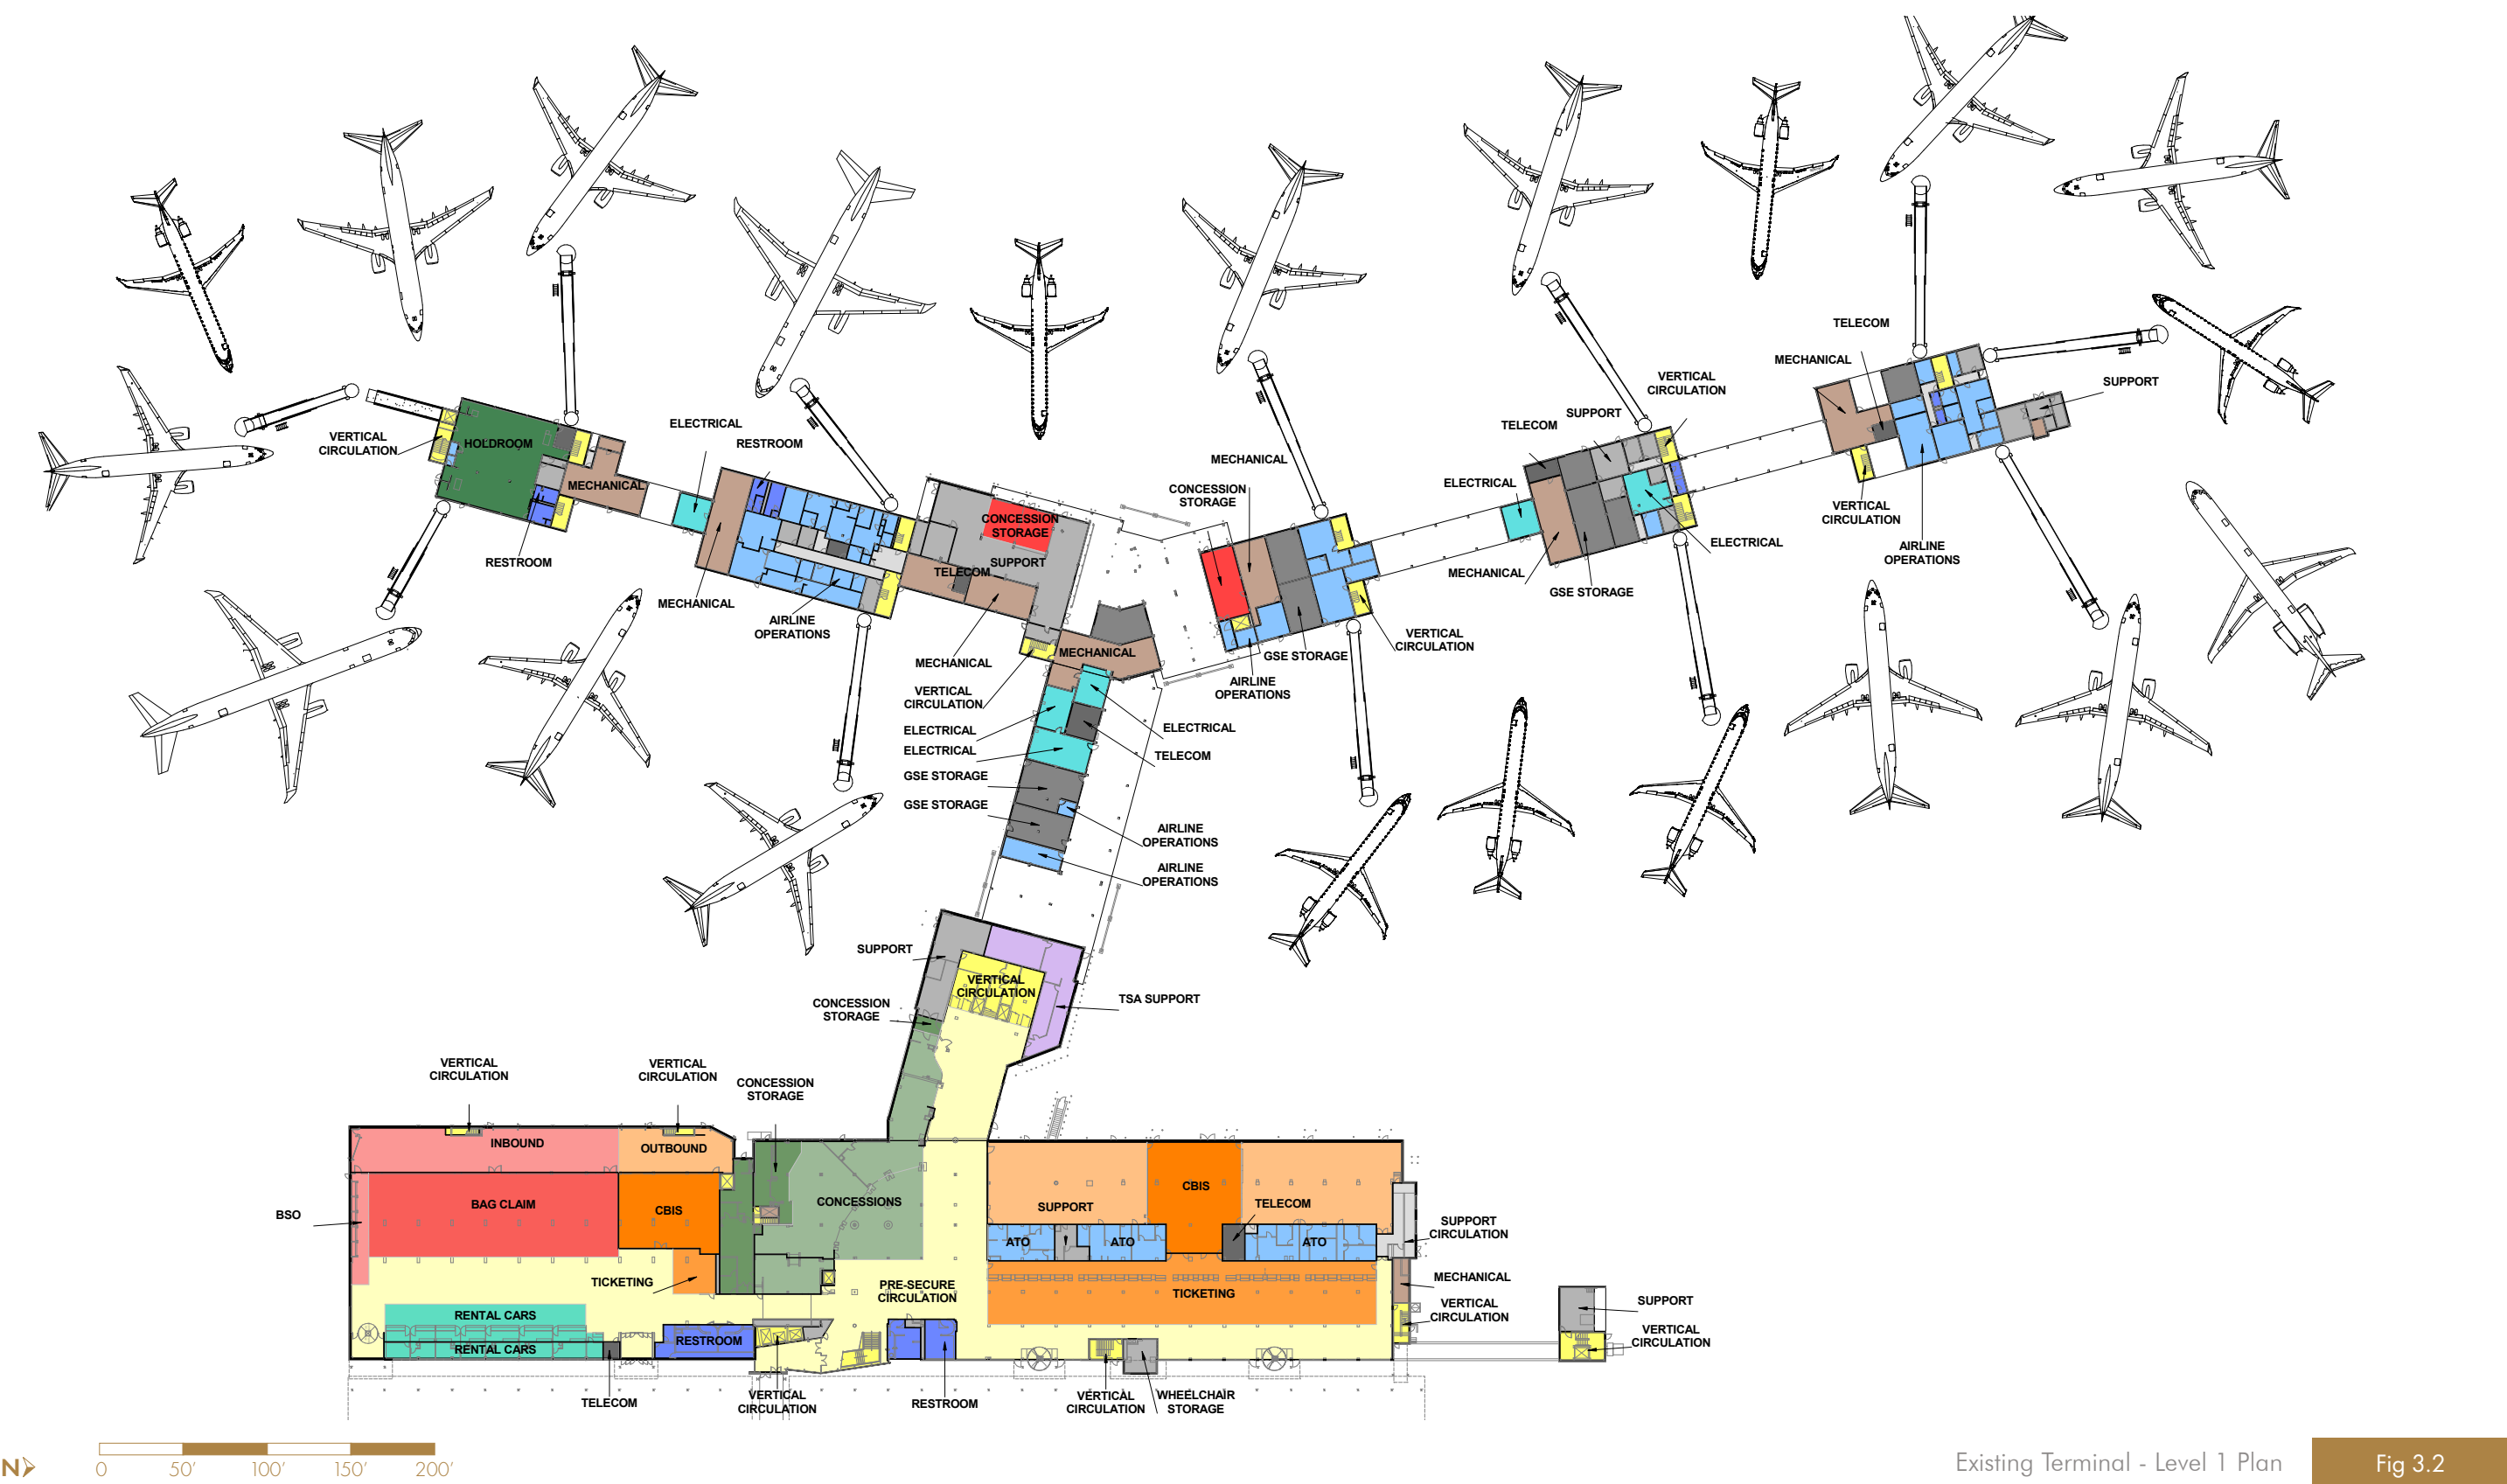 TELECOM
MECHANICAL
SUPPORT
VERTICAL
CIRCULATION
SUPPORT
TELECOM
ELECTRICAL
RESTROOM
VERTICAL
CIRCULATION
HOLDROOM
MECHANICAL
MECHANICAL
CONCESSION
STORAGE
ELECTRICAL
CONCESSION
STORAGE
SUPPORT
TELECOM
RESTROOM
MECHANICAL
AIRLINE
OPERATIONS
VERTICAL
CIRCULATION
AIRLINE
OPERATIONS
ELECTRICAL
MECHANICAL
GSE STORAGE
MECHANICAL
MECHANICAL
GSE STORAGE
VERTICAL
CIRCULATION
AIRLINE
OPERATIONS
VERTICAL
CIRCULATION
ELECTRICAL
ELECTRICAL
ELECTRICAL
TELECOM
GSE STORAGE
GSE STORAGE
AIRLINE
OPERATIONS
AIRLINE
OPERATIONS
SUPPORT
VERTICAL
CIRCULATION
TSA SUPPORT
CONCESSION
STORAGE
VERTICAL
CIRCULATION
VERTICAL
CIRCULATION
CONCESSION
STORAGE
INBOUND
OUTBOUND
BAG CLAIM
CBIS
CONCESSIONS
CBIS
SUPPORT
TELECOM
BSO
ATO
ATO
ATO
SUPPORT
CIRCULATION
TICKETING
PRE-SECURE
CIRCULATION
TICKETING
MECHANICAL
RENTAL CARS
RENTAL CARS
RESTROOM
VERTICAL
CIRCULATION
SUPPORT
VERTICAL
CIRCULATION
TELECOM
VERTICAL
CIRCULATION
RESTROOM
VERTICAL
CIRCULATION
WHEELCHAIR
STORAGE
N
0 50' 100' 150' 200'
Existing Terminal - Level 1 Plan
Fig 3.2